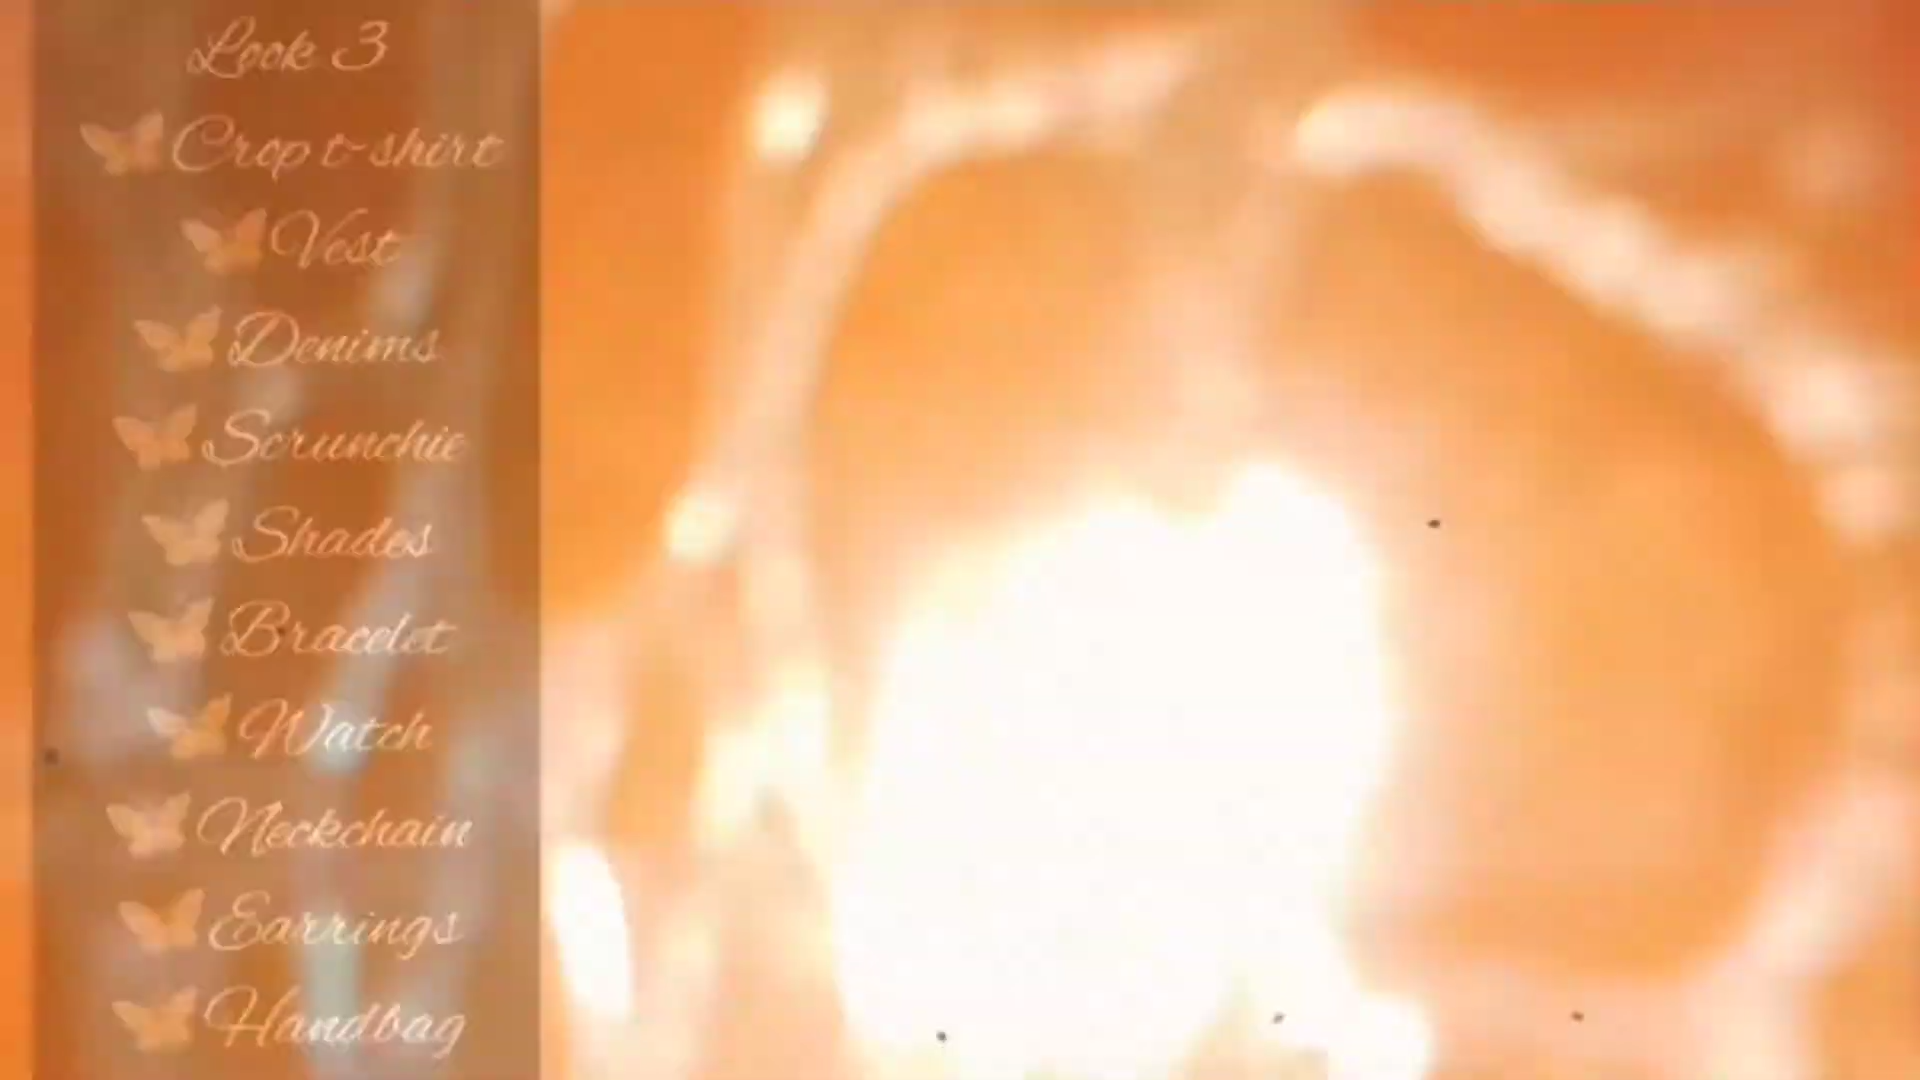 Look 3
Crop t-shirt
Vest
Denims
Scrunchie
Shades
Bracelet
Watch
Neckchain
Earrings
Handbag